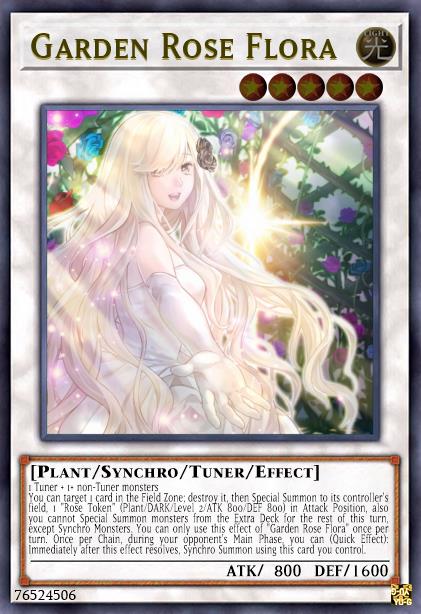 GARDEN ROSE FLORA
LIGHT
光
[PLANT/SYNCHRO/TUNER/EFFECT]
1 Tuner + 1+ non-Tuner monsters
You can target 1 card in the Field Zone; destroy it, then Special Summon to its controller's
field, 1 "Rose Token" (Plant/DARK/Level 2/ATK 800/DEF 800) in Attack Position, also
you cannot Special Summon monsters from the Extra Deck for the rest of this turn,
except Synchro Monsters. You can only use this effect of "Garden Rose Flora" once per
turn. Once per Chain, during your opponent's Main Phase, you can (Quick Effect):
Immediately after this effect resolves, Synchro Summon using this card you control.
ATK/ 800 DEF/1600
76524506